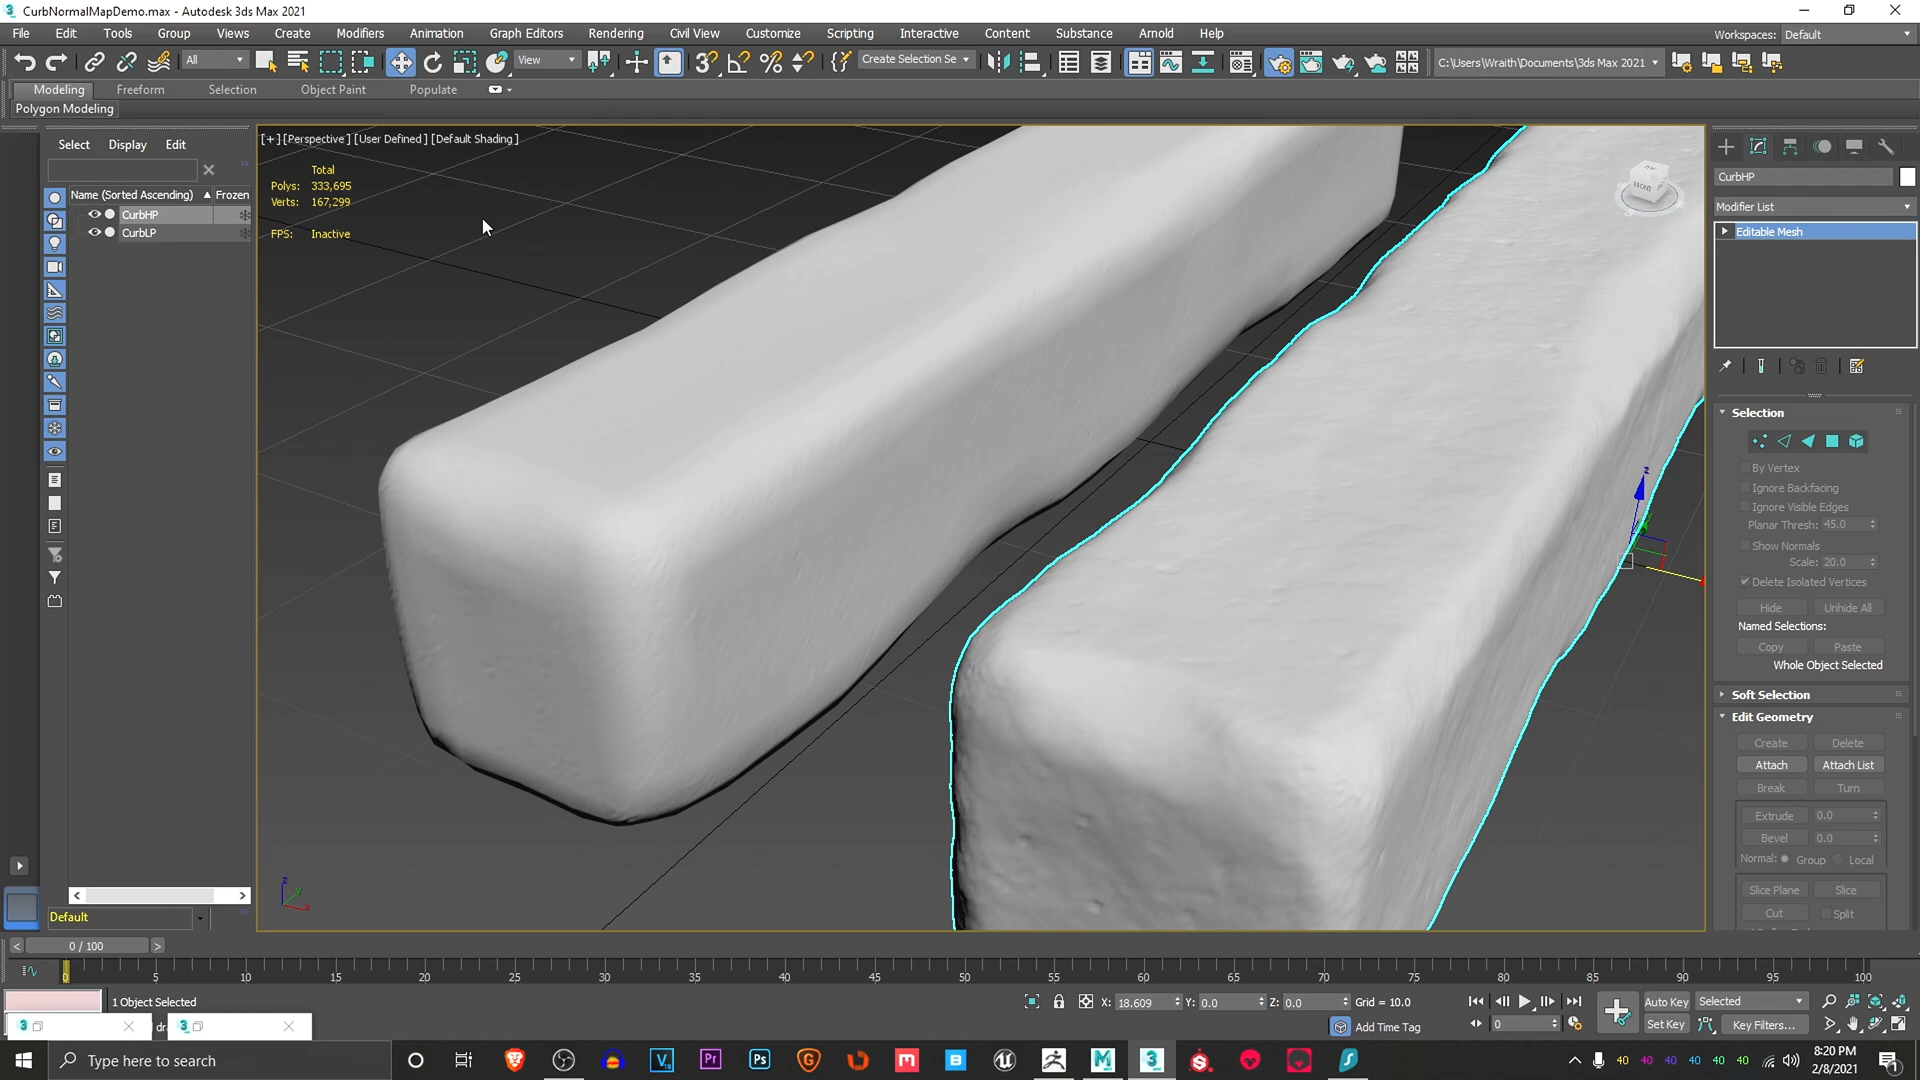 CurbNormalMapDemo.max - Autodesk 3ds Max 2021
File Edit Tools Group Views Create Modifiers Animation Graph Editors Rendering Civil View Customize Scripting Interactive Content Substance Arnold Help
Workspaces: Default
All View Create Selection Se C:\Users\Wraith\Documents\3ds Max 2021
Modeling Freeform Selection Object Paint Populate
Polygon Modeling
Select Display Edit
[+] [Perspective] [User Defined] [Default Shading]
Total
Polys: 333,695
Verts: 167,299
FPS: Inactive
Name (Sorted Ascending) Frozen
CurbHP
CurbLP
FRONT
CurbHP
Modifier List
Editable Mesh
Selection
By Vertex
Ignore Backfacing
Ignore Visible Edges
Planar Thresh: 45.0
Show Normals
Scale: 20.0
Delete Isolated Vertices
Hide Unhide All
Named Selections:
Copy Paste
Whole Object Selected
Soft Selection
Edit Geometry
Create Delete
Attach Attach List
Break Turn
Extrude 0.0
Bevel 0.0
Normal: Group Local
Slice Plane Slice
Cut Split
z
z y x
Default
0 / 100
0 5 10 15 20 25 30 35 40 45 50 55 60 65 70 75 80 85 90 95 100
1 Object Selected
X: 18.609 Y: 0.0 Z: 0.0 Grid = 10.0
Auto Key Selected
Add Time Tag
0
Set Key Key Filters...
Type here to search
40 40 40 40 40 40
8:20 PM
2/8/2021